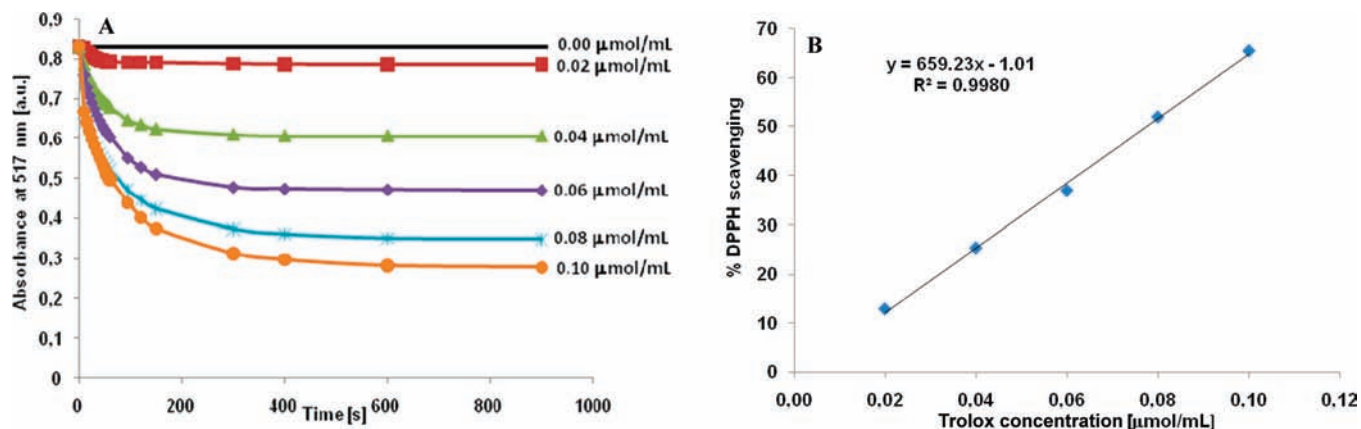 A
Absorbance at 517 nm [a.u.]
0,9
0,8
0,7
0,6
0,5
0,4
0,3
0,2
0,1
0
0.00 µmol/mL
0.02 µmol/mL
0.04 µmol/mL
0.06 µmol/mL
0.08 µmol/mL
0.10 µmol/mL
0 200 400 600 800 1000
Time [s]
B
% DPPH scavenging
70
60
50
40
30
20
10
0
y = 659.23x - 1.01
R² = 0.9980
0,00 0,02 0,04 0,06 0,08 0,10 0,12
Trolox concentration [µmol/mL]